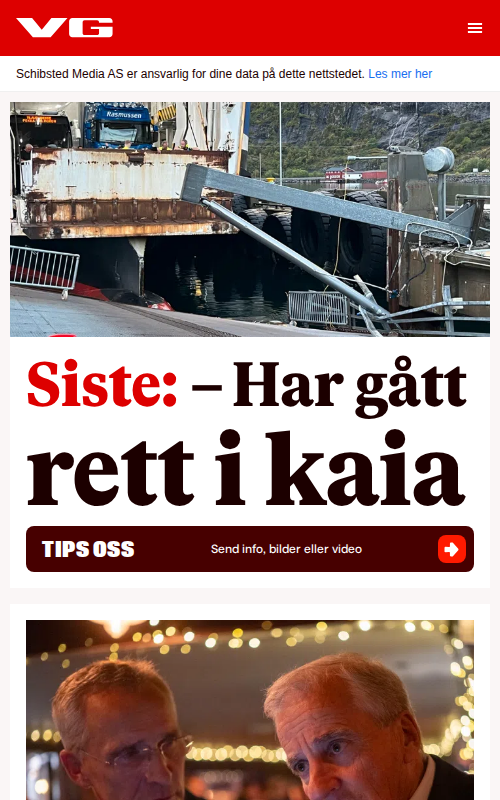 VG
Schibsted Media AS er ansvarlig for dine data på dette nettstedet. Les mer her
Rasmussen
Siste: – Har gått
rett i kaia
TIPS OSS
Send info, bilder eller video